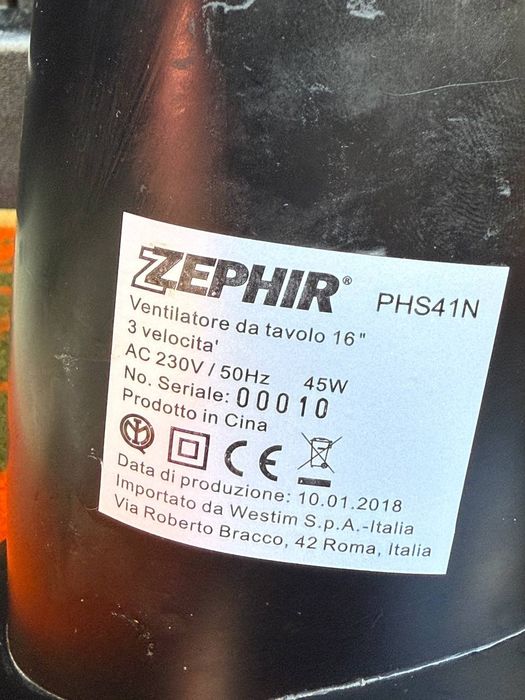 ZEPHIR® PHS41N
Ventilatore da tavolo 16"
3 velocita'
AC 230V / 50Hz 45W
No. Seriale: 00010
Prodotto in Cina
CE
Data di produzione: 10.01.2018
Importato da Westim S.p.A.-Italia
Via Roberto Bracco, 42 Roma, Italia